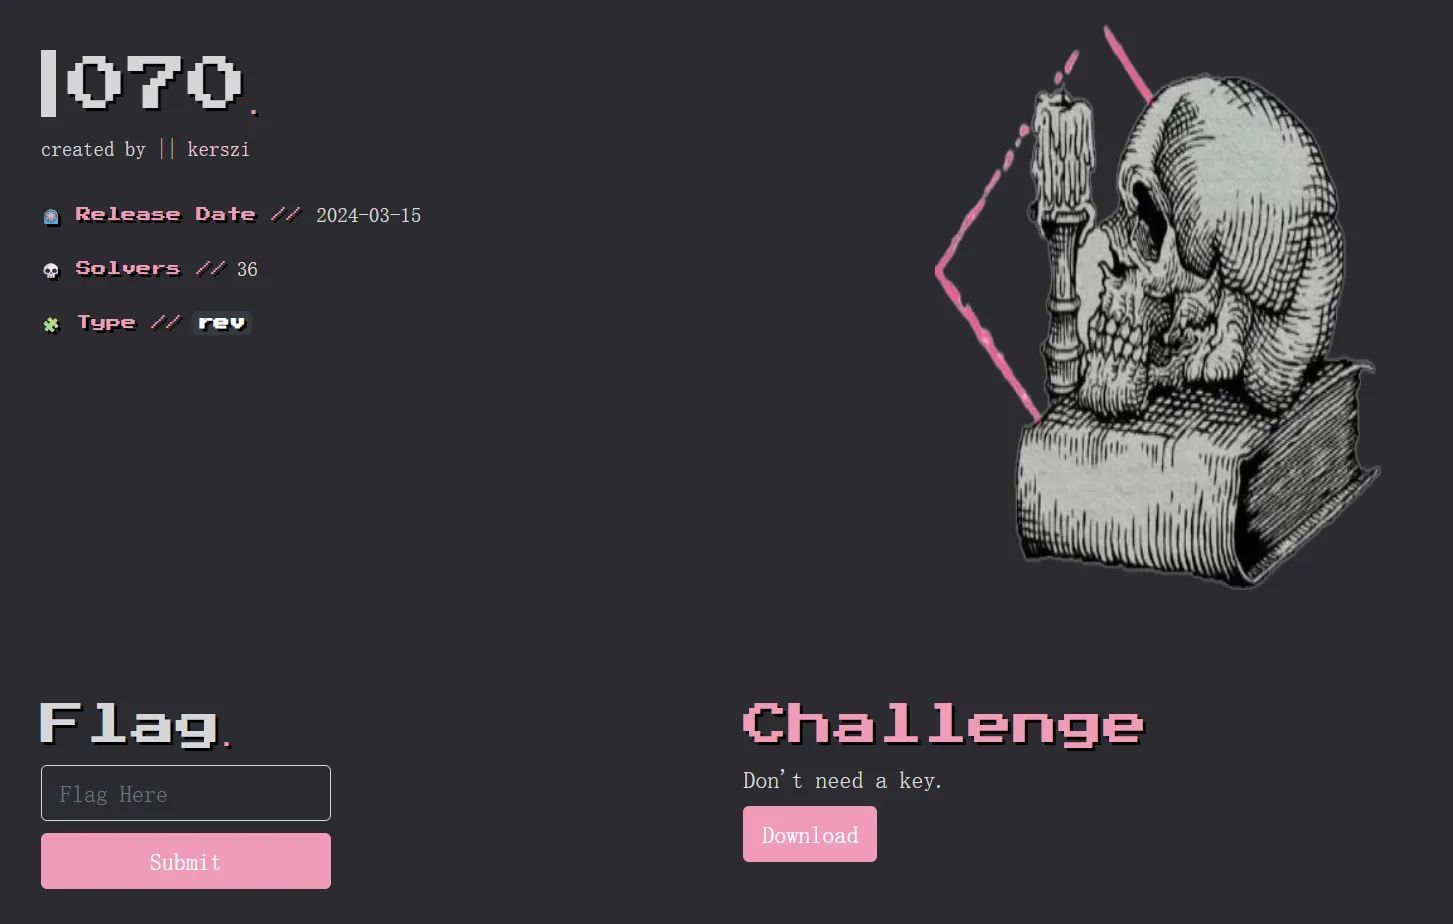 070.
created by || kerszi
Release Date // 2024-03-15
Solvers // 36
Type // rev
Flag.
Flag Here
Submit
Challenge
Don't need a key.
Download